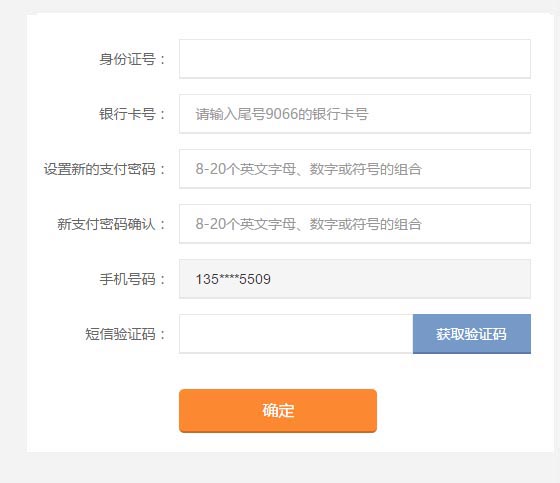 身份证号：
银行卡号： 请输入尾号9066的银行卡号
设置新的支付密码： 8-20个英文字母、数字或符号的组合
新支付密码确认： 8-20个英文字母、数字或符号的组合
手机号码： 135****5509
短信验证码： 获取验证码
确定